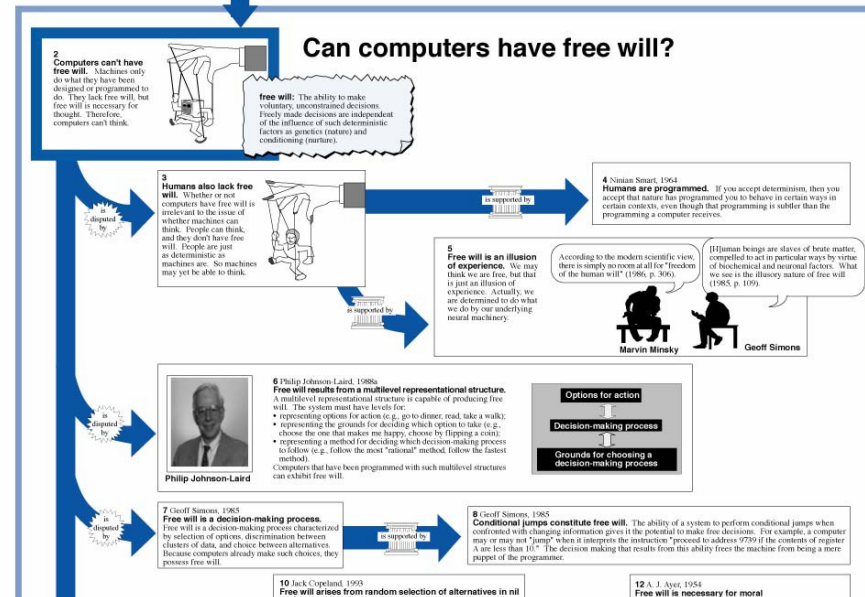 Can computers have free will?
2
Computers can't have
free will. Machines only
do what they have been
designed or programmed to
do. They lack free will, but
free will is necessary for
thought. Therefore,
computers can't think.
free will: The ability to make
voluntary, unconstrained decisions.
Freely made decisions are independent
of the influence of such deterministic
factors as genetics (nature) and
conditioning (nurture).
is
disputed
by
3
Humans also lack free
will. Whether or not
computers have free will is
irrelevant to the issue of
whether machines can
think. People can think,
and they don't have free
will. People are just
as deterministic as
machines are. So machines
may yet be able to think.
is supported by
4 Ninian Smart, 1964
Humans are programmed. If you accept determinism, then you
accept that nature has programmed you to behave in certain ways in
certain contexts, even though that programming is subtler than the
programming a computer receives.
is supported by
5
Free will is an illusion
of experience. We may
think we are free, but that
is just an illusion of
experience. Actually, we
are determined to do what
we do by our underlying
neural machinery.
According to the modern scientific view,
there is simply no room at all for "freedom
of the human will" (1986, p. 306).
Marvin Minsky
[H]uman beings are slaves of brute matter,
compelled to act in particular ways by virtue
of biochemical and neuronal factors. What
we see is the illusory nature of free will
(1985, p. 109).
Geoff Simons
is
disputed
by
Philip Johnson-Laird
6 Philip Johnson-Laird, 1988a
Free will results from a multilevel representational structure.
A multilevel representational structure is capable of producing free
will. The system must have levels for:
• representing options for action (e.g., go to dinner, read, take a walk);
• representing the grounds for deciding which option to take (e.g.,
choose the one that makes me happy, choose by flipping a coin);
• representing a method for deciding which decision-making process
to follow (e.g., follow the most "rational" method, follow the fastest
method).
Computers that have been programmed with such multilevel structures
can exhibit free will.
Options for action
Decision-making process
Grounds for choosing a
decision-making process
is
disputed
by
7 Geoff Simons, 1985
Free will is a decision-making process.
Free will is a decision-making process characterized
by selection of options, discrimination between
clusters of data, and choice between alternatives.
Because computers already make such choices, they
possess free will.
is supported by
8 Geoff Simons, 1985
Conditional jumps constitute free will. The ability of a system to perform conditional jumps when
confronted with changing information gives it the potential to make free decisions. For example, a computer
may or may not "jump" when it interprets the instruction "proceed to address 9739 if the contents of register
A are less than 10." The decision making that results from this ability frees the machine from being a mere
puppet of the programmer.
10 Jack Copeland, 1993
Free will arises from random selection of alternatives in nil
12 A. J. Ayer, 1954
Free will is necessary for moral